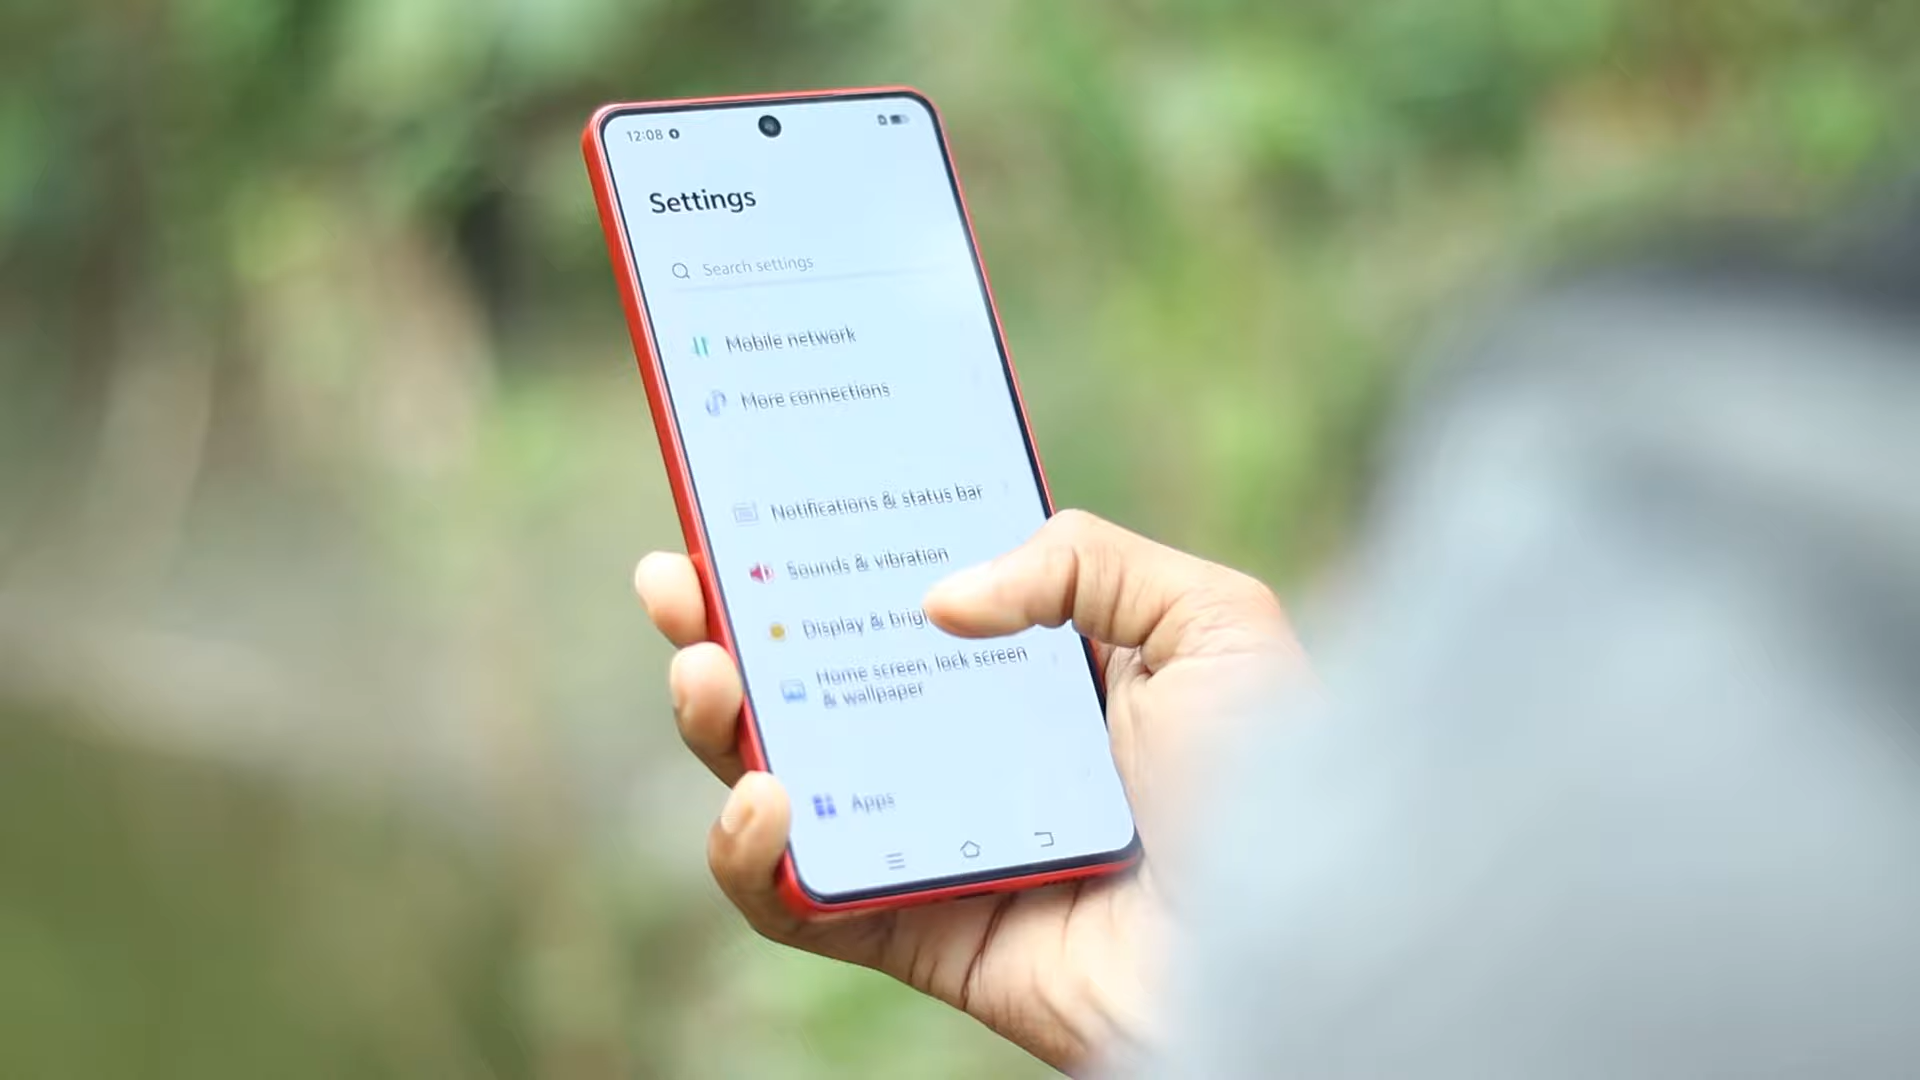 12:08
Settings
Search settings
Mobile network
More connections
Notifications & status bar
Sounds & vibration
Display & brig
Home screen, lock screen
& wallpaper
Apps